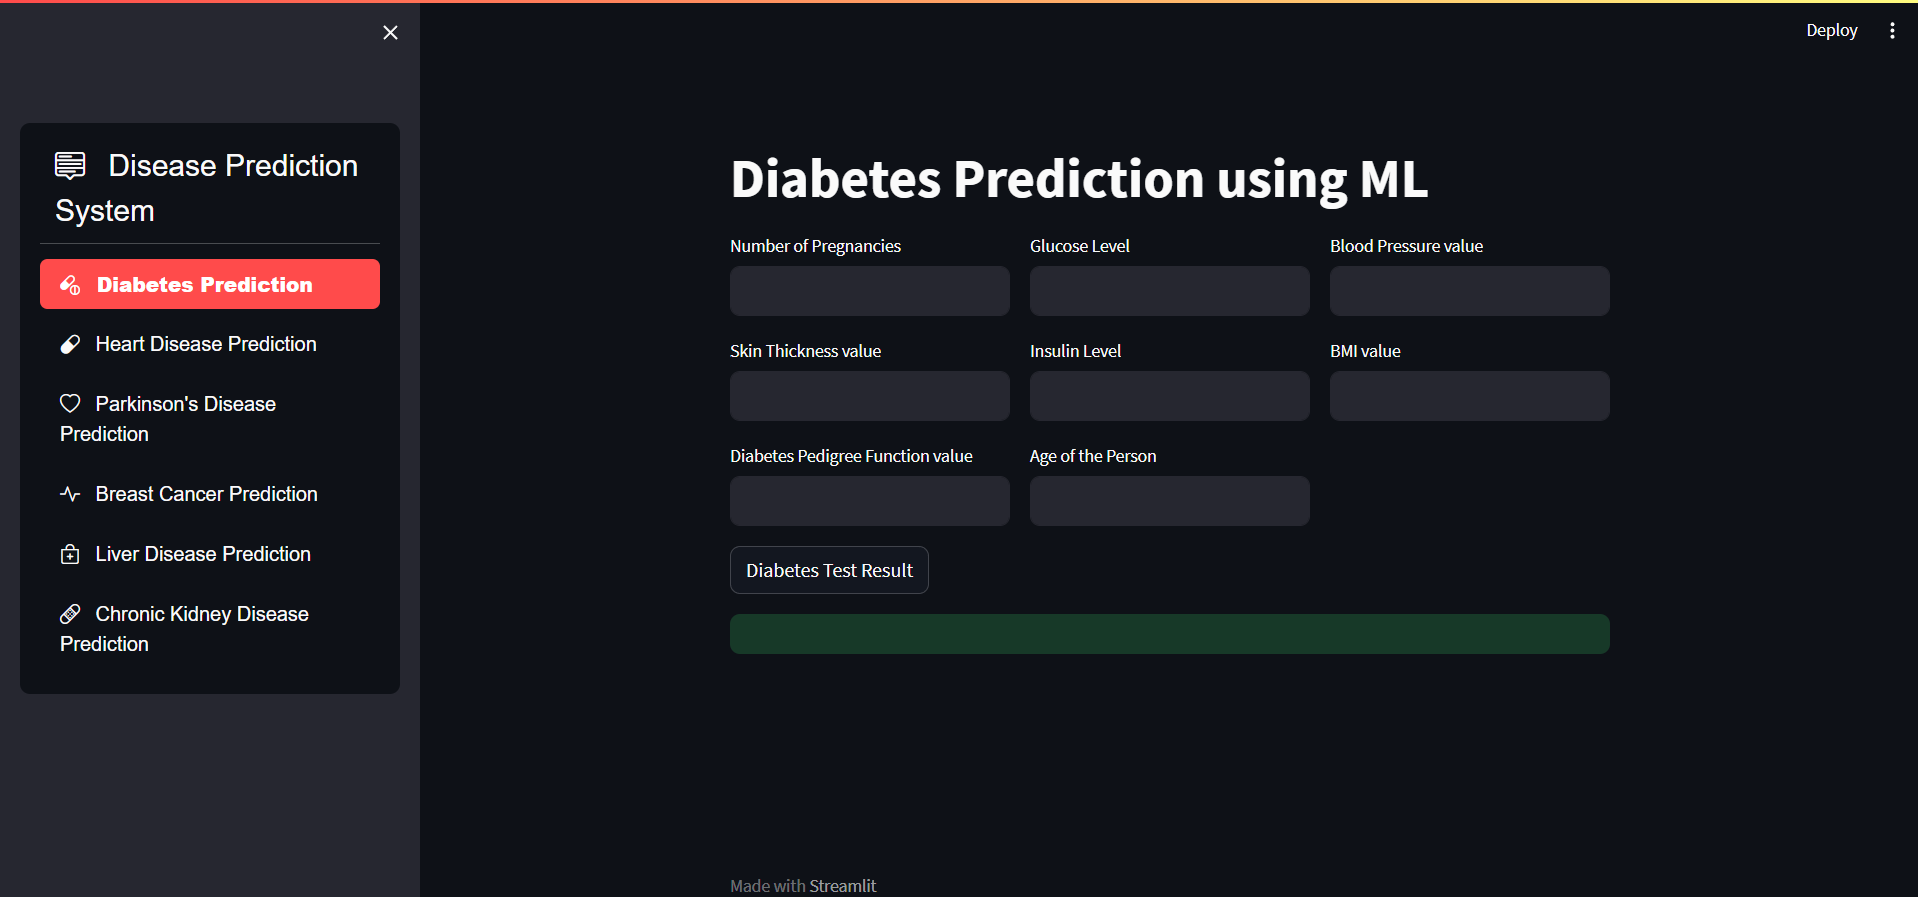 Deploy
Disease Prediction
System
Diabetes Prediction
Heart Disease Prediction
Parkinson's Disease
Prediction
Breast Cancer Prediction
Liver Disease Prediction
Chronic Kidney Disease
Prediction
Diabetes Prediction using ML
Number of Pregnancies
Glucose Level
Blood Pressure value
Skin Thickness value
Insulin Level
BMI value
Diabetes Pedigree Function value
Age of the Person
Diabetes Test Result
Made with Streamlit